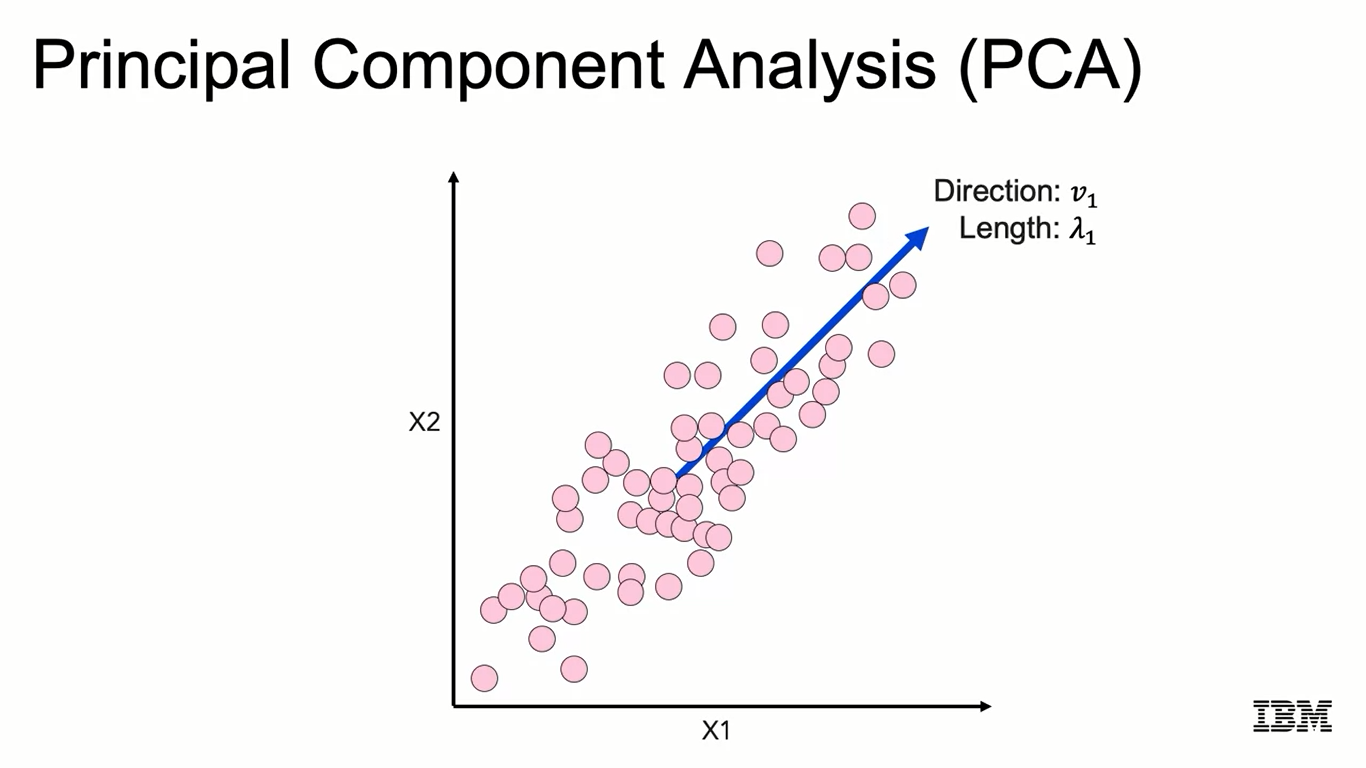 Principal Component Analysis (PCA)
Direction: 𝑣₁
Length: 𝜆₁
X2
X1
IBM